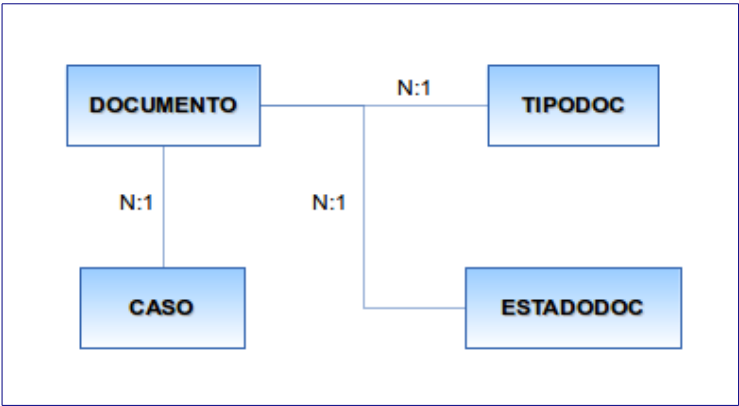 N:1
DOCUMENTO
TIPODOC
N:1
N:1
CASO
ESTADODOC